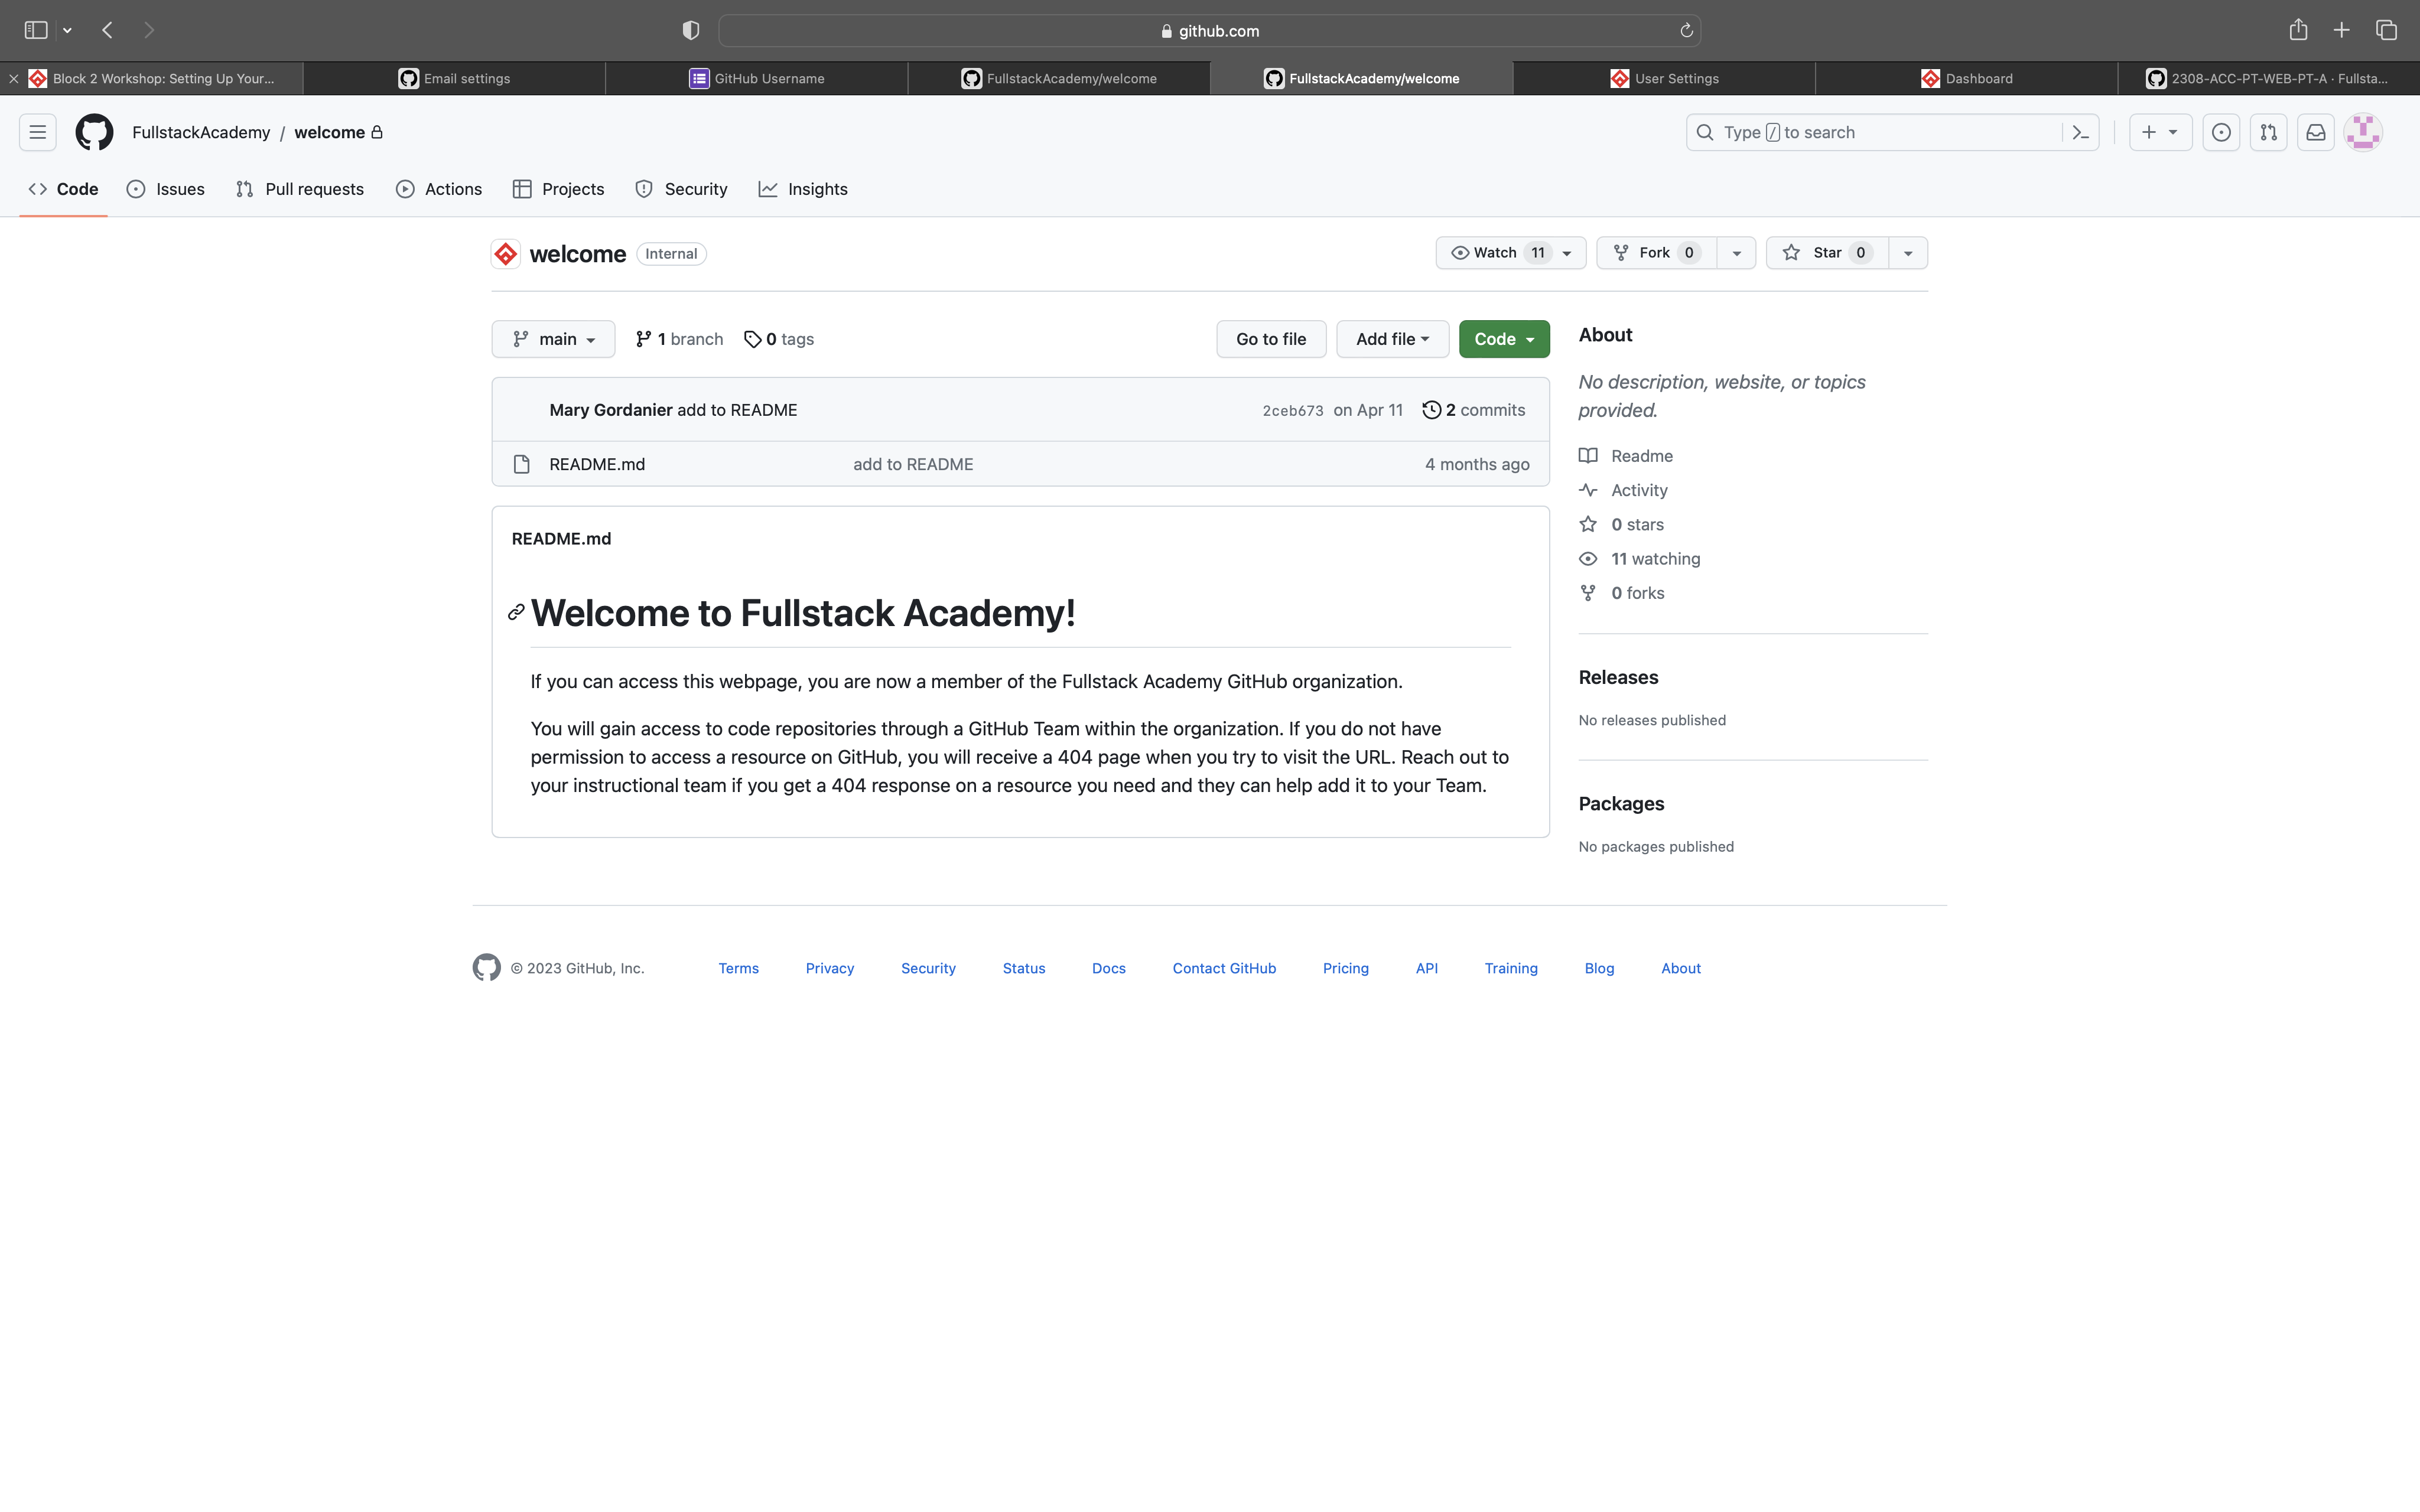 github.com
Block 2 Workshop: Setting Up Your...
Email settings
GitHub Username
FullstackAcademy/welcome
FullstackAcademy/welcome
User Settings
Dashboard
2308-ACC-PT-WEB-PT-A · Fullsta...
FullstackAcademy / welcome
Type / to search
Code
Issues
Pull requests
Actions
Projects
Security
Insights
welcome Internal
Watch 11
Fork 0
Star 0
main
1 branch
0 tags
Go to file
Add file
Code
Mary Gordanier add to README
2ceb673 on Apr 11
2 commits
README.md
add to README
4 months ago
README.md
Welcome to Fullstack Academy!
If you can access this webpage, you are now a member of the Fullstack Academy GitHub organization.
You will gain access to code repositories through a GitHub Team within the organization. If you do not have
permission to access a resource on GitHub, you will receive a 404 page when you try to visit the URL. Reach out to
your instructional team if you get a 404 response on a resource you need and they can help add it to your Team.
About
No description, website, or topics
provided.
Readme
Activity
0 stars
11 watching
0 forks
Releases
No releases published
Packages
No packages published
© 2023 GitHub, Inc.
Terms
Privacy
Security
Status
Docs
Contact GitHub
Pricing
API
Training
Blog
About